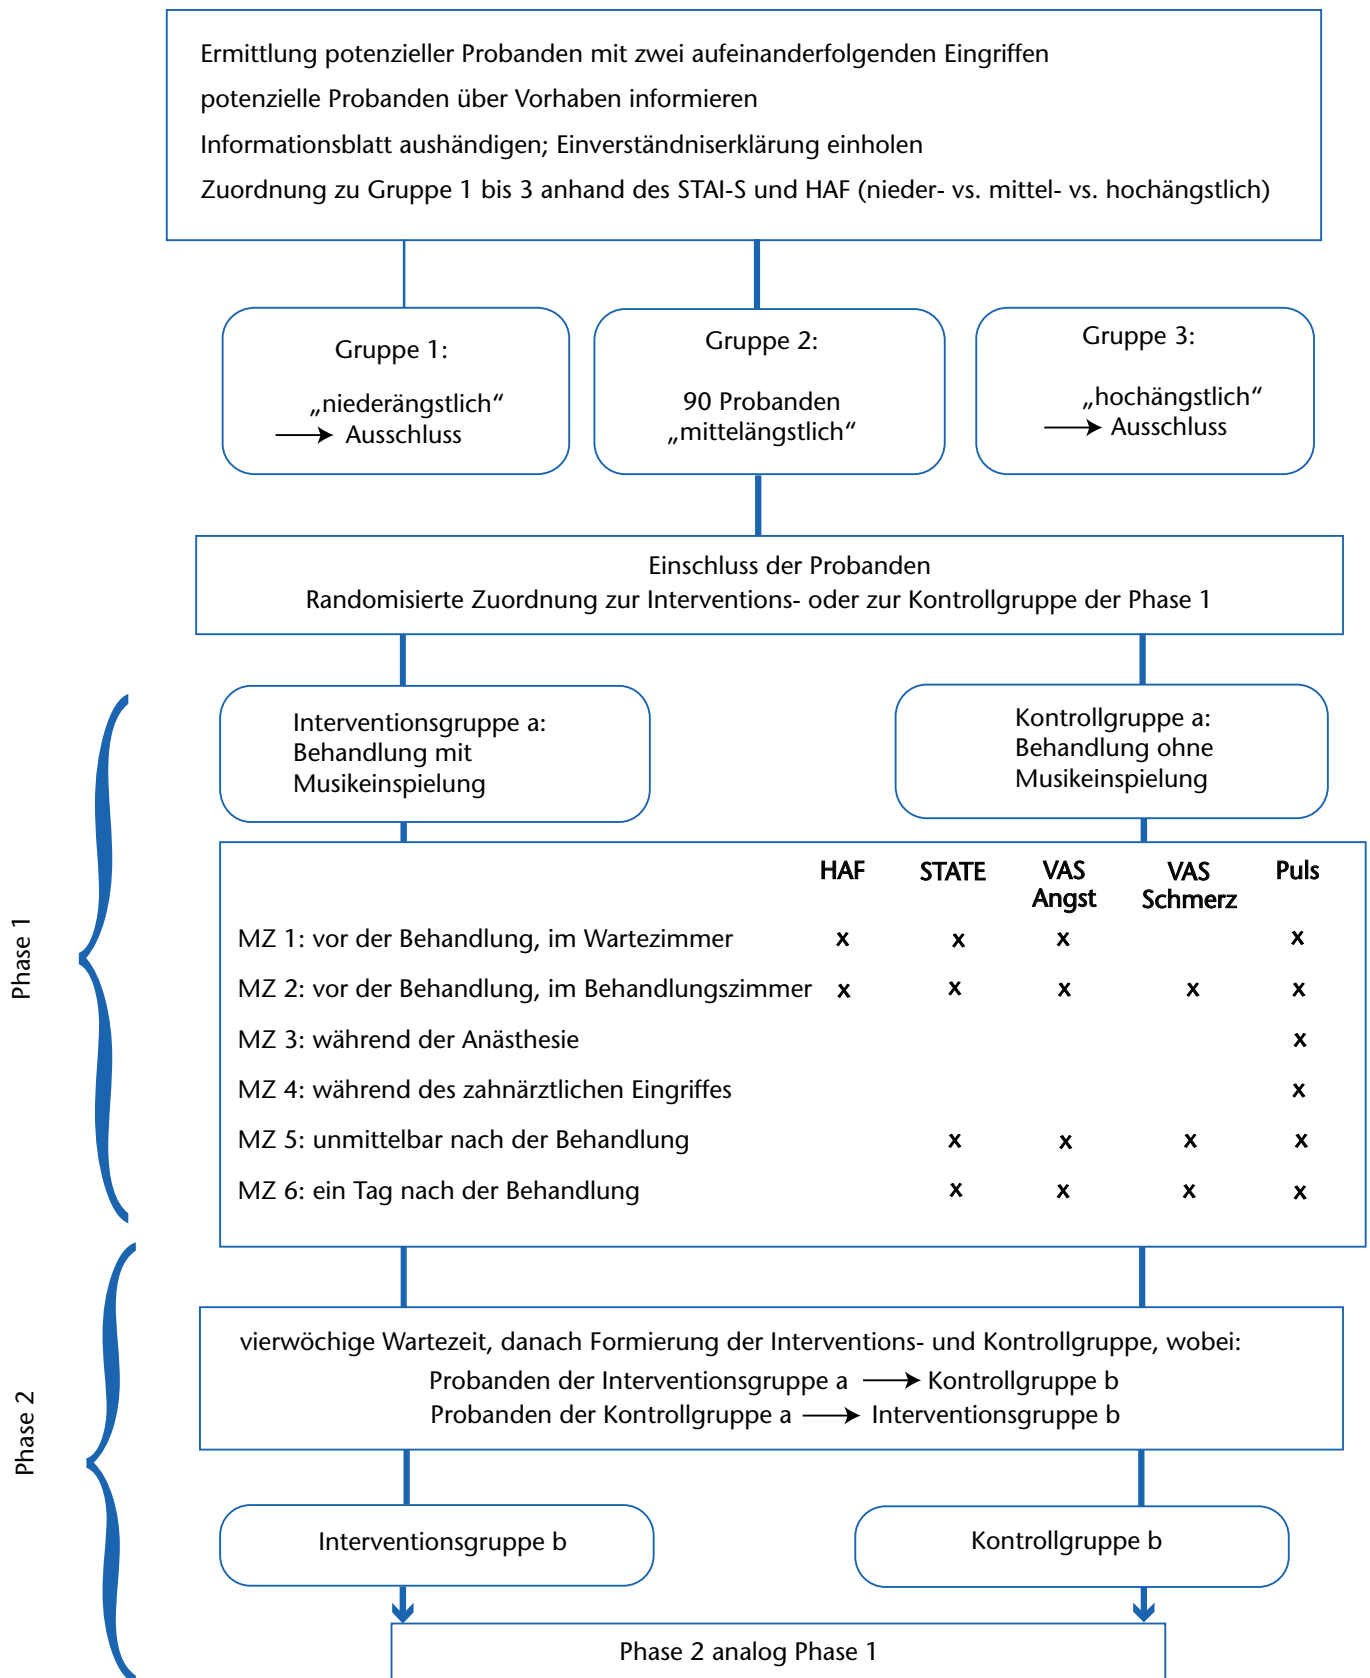 Ermittlung potenzieller Probanden mit zwei aufeinanderfolgenden Eingriffen
potenzielle Probanden über Vorhaben informieren
Informationsblatt aushändigen; Einverständniserklärung einholen
Zuordnung zu Gruppe 1 bis 3 anhand des STAI-S und HAF (nieder- vs. mittel- vs. hochängstlich)
Gruppe 1:
„niederängstlich“
→ Ausschluss
Gruppe 2:
90 Probanden
„mittelängstlich“
Gruppe 3:
„hochängstlich“
→ Ausschluss
Einschluss der Probanden
Randomisierte Zuordnung zur Interventions- oder zur Kontrollgruppe der Phase 1
Phase 1
Interventionsgruppe a:
Behandlung mit
Musikeinspielung
Kontrollgruppe a:
Behandlung ohne
Musikeinspielung
HAF STATE VAS Angst VAS Schmerz Puls
MZ 1: vor der Behandlung, im Wartezimmer x x x x
MZ 2: vor der Behandlung, im Behandlungszimmer x x x x x
MZ 3: während der Anästhesie x
MZ 4: während des zahnärztlichen Eingriffes x
MZ 5: unmittelbar nach der Behandlung x x x x
MZ 6: ein Tag nach der Behandlung x x x x
Phase 2
vierwöchige Wartezeit, danach Formierung der Interventions- und Kontrollgruppe, wobei:
Probanden der Interventionsgruppe a → Kontrollgruppe b
Probanden der Kontrollgruppe a → Interventionsgruppe b
Interventionsgruppe b
Kontrollgruppe b
Phase 2 analog Phase 1